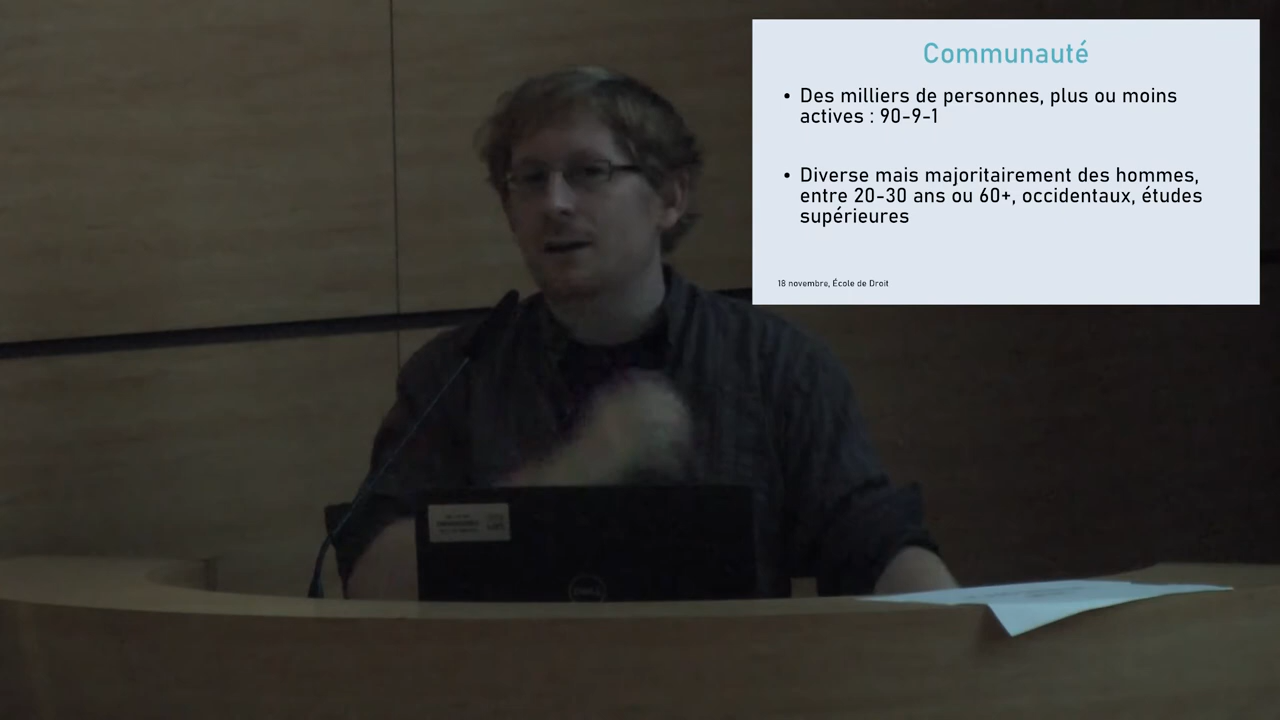 Communauté
• Des milliers de personnes, plus ou moins
actives : 90-9-1
• Diverse mais majoritairement des hommes,
entre 20-30 ans ou 60+, occidentaux, études
supérieures
18 novembre, École de Droit
DELL